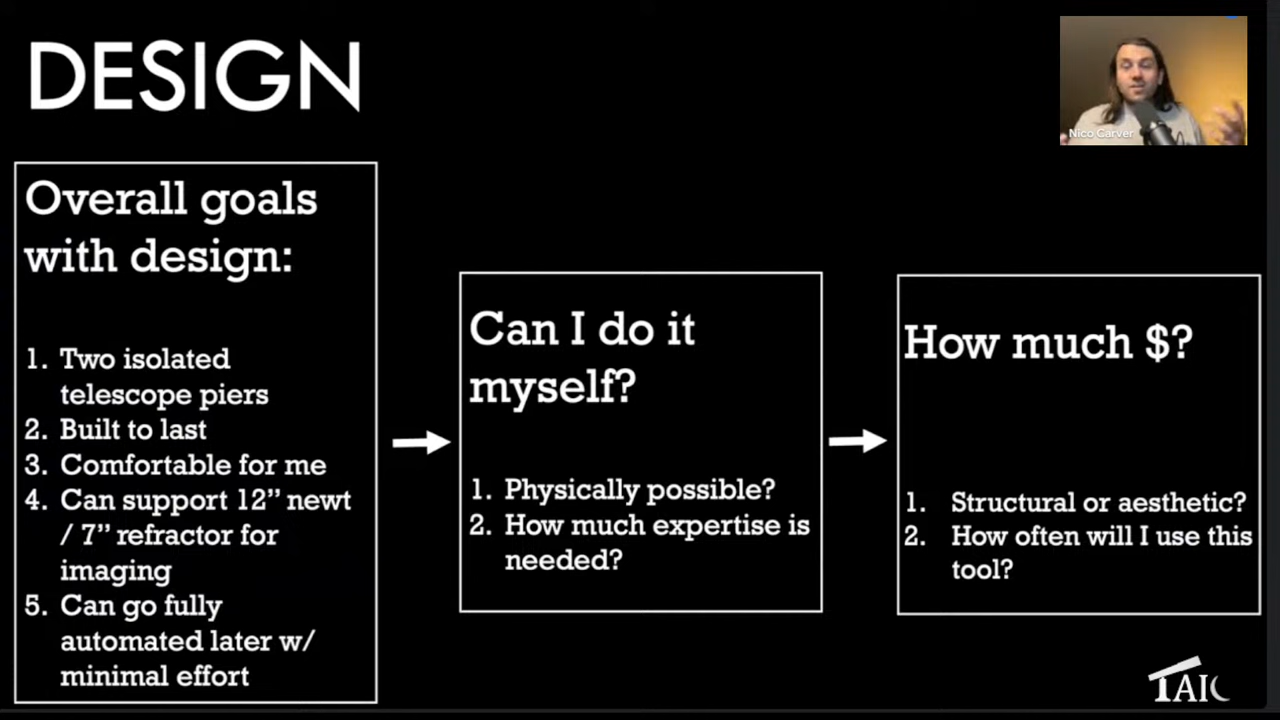 DESIGN
Nico Carver
Overall goals
with design:
1. Two isolated
telescope piers
2. Built to last
3. Comfortable for me
4. Can support 12” newt
/ 7” refractor for
imaging
5. Can go fully
automated later w/
minimal effort
Can I do it
myself?
1. Physically possible?
2. How much expertise is
needed?
How much $?
1. Structural or aesthetic?
2. How often will I use this
tool?
TAIC